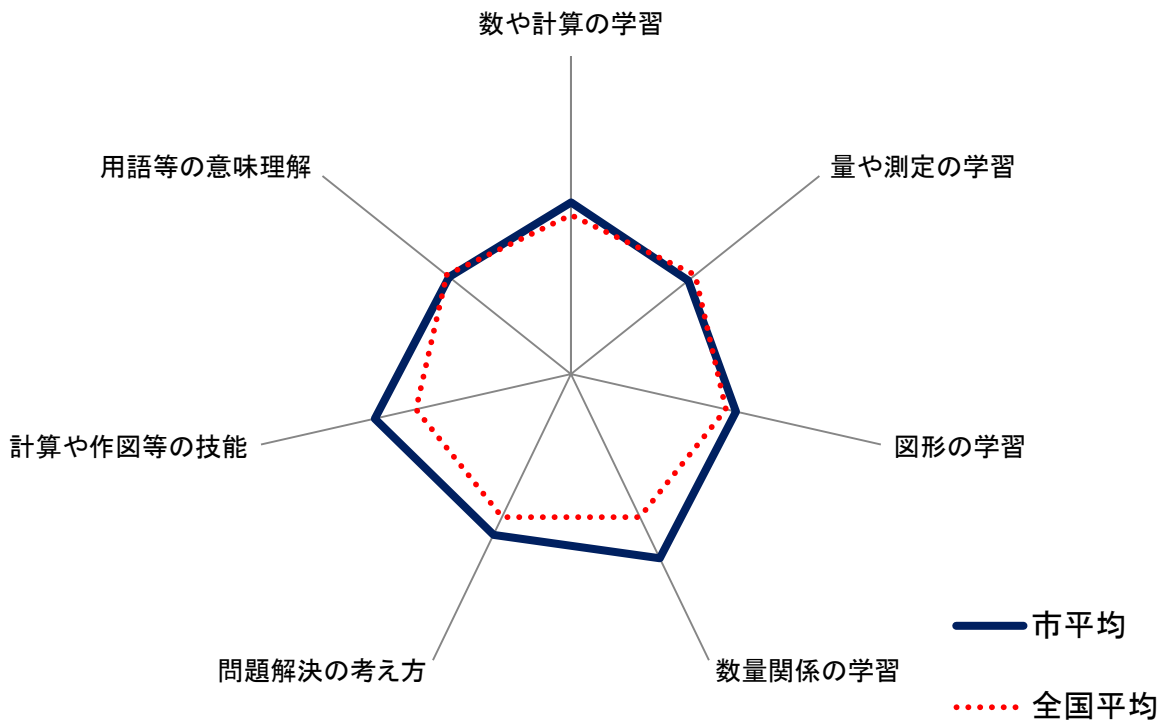 数や計算の学習
用語等の意味理解
量や測定の学習
計算や作図等の技能
図形の学習
問題解決の考え方
数量関係の学習
市平均
全国平均